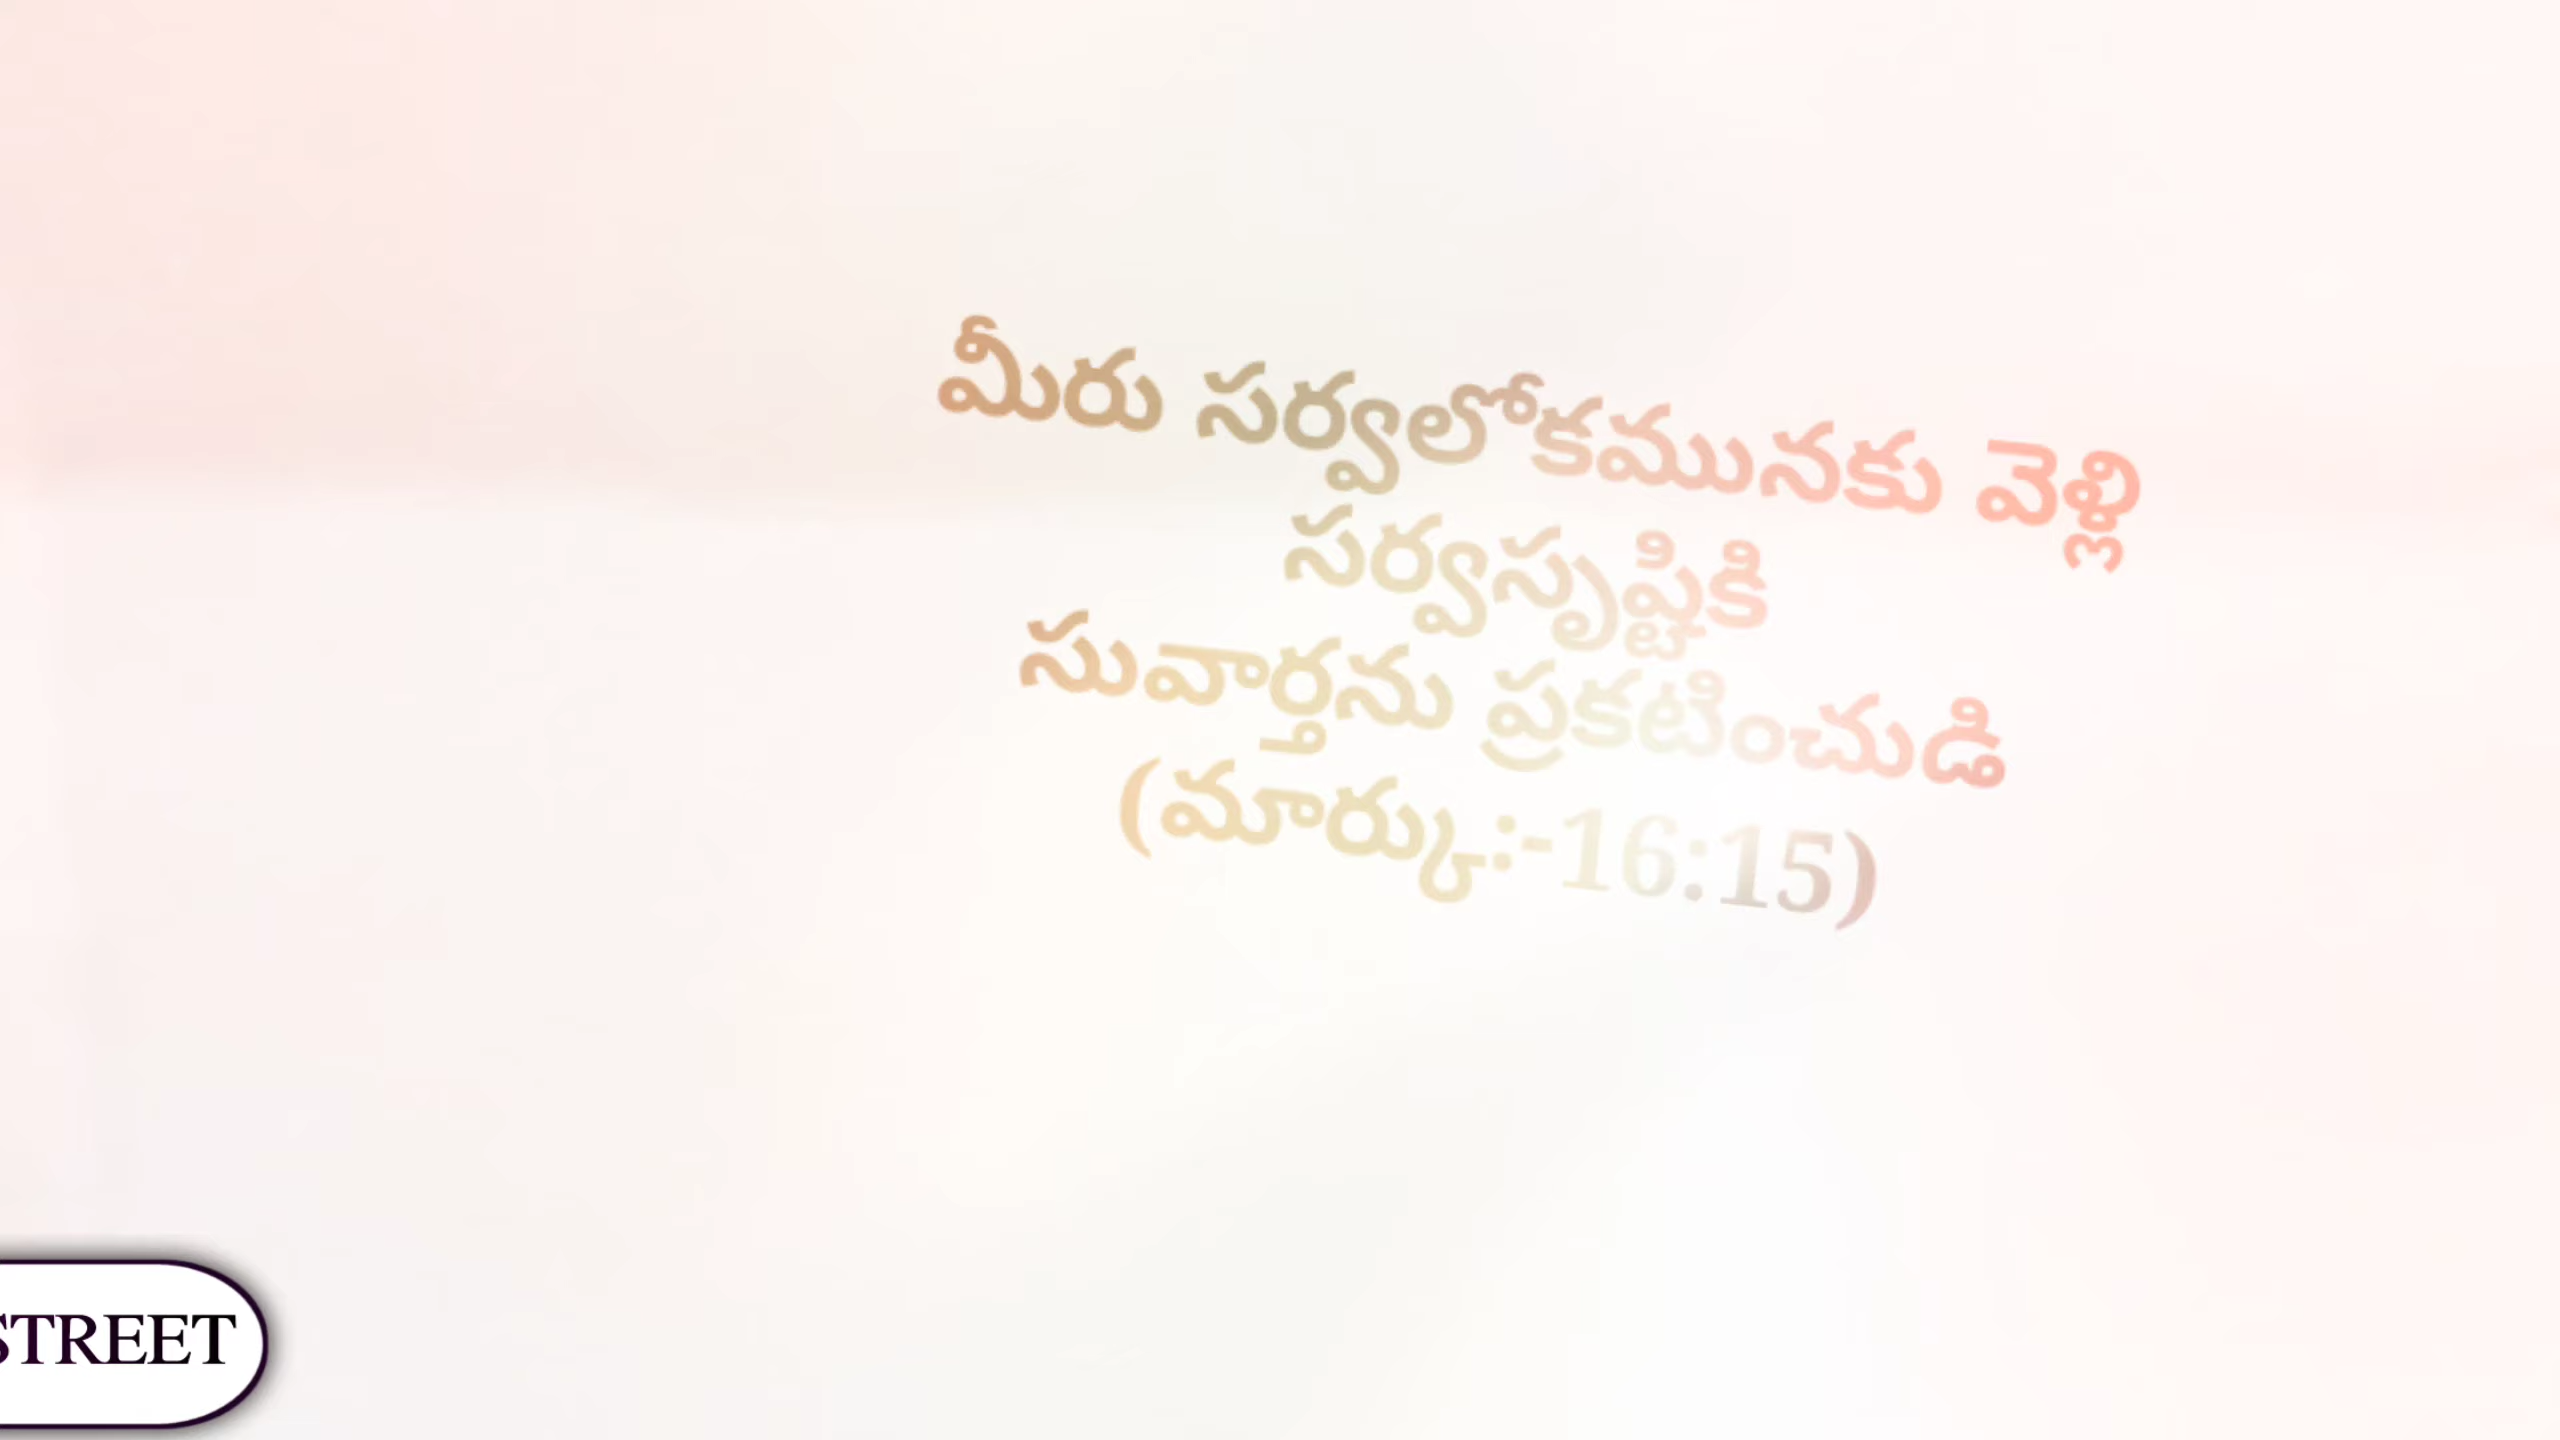 మీరు సర్వలోకమునకు వెళ్లి
సర్వసృష్టికి
సువార్తను ప్రకటించుడి
(మార్కు:-16:15)
STREET